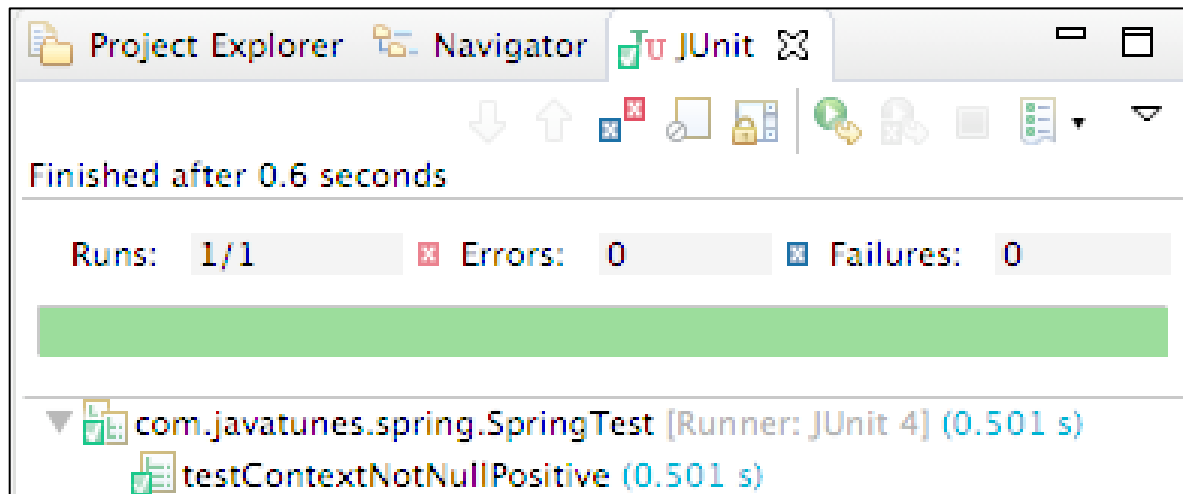 Project Explorer Navigator JUnit
Finished after 0.6 seconds
Runs: 1/1 Errors: 0 Failures: 0
com.javatunes.spring.SpringTest [Runner: JUnit 4] (0.501 s)
testContextNotNullPositive (0.501 s)